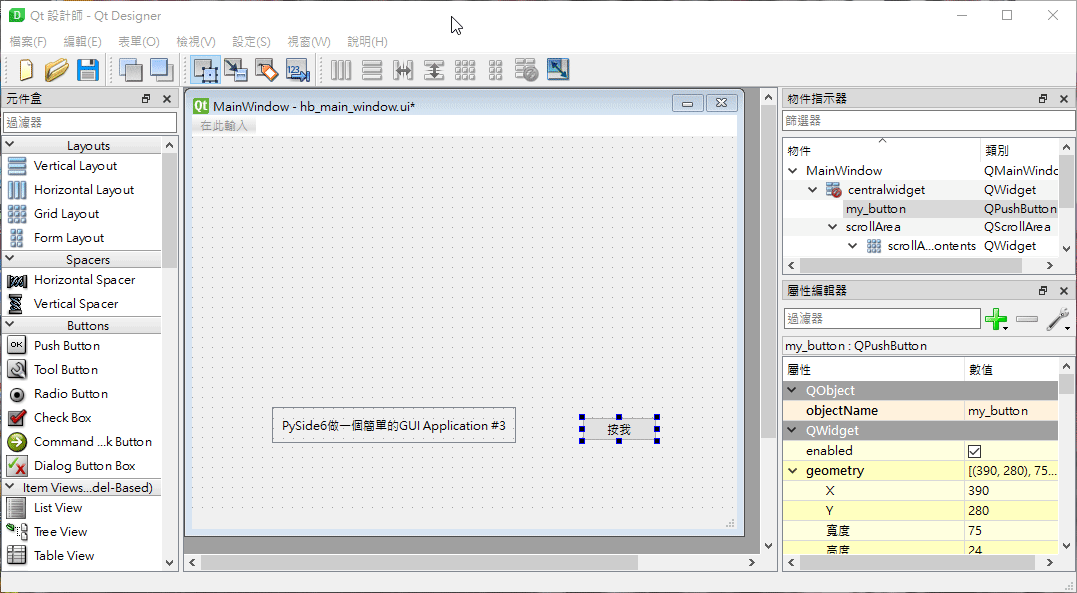 Qt 設計師 - Qt Designer
檔案(F) 編輯(E) 表單(O) 檢視(V) 設定(S) 視窗(W) 說明(H)
123
元件盒
過濾器
Layouts
Vertical Layout
Horizontal Layout
Grid Layout
Form Layout
Spacers
Horizontal Spacer
Vertical Spacer
Buttons
OK Push Button
Tool Button
Radio Button
Check Box
Command ...k Button
Dialog Button Box
Item Views...del-Based)
List View
Tree View
Table View
Qt MainWindow - hb_main_window.ui*
在此輸入
PySide6做一個簡單的GUI Application #3
按我
物件指示器
篩選器
物件 類別
MainWindow QMainWindc
centralwidget QWidget
my_button QPushButton
scrollArea QScrollArea
scrollA...ontents QWidget
屬性編輯器
過濾器
my_button : QPushButton
屬性 數值
QObject
objectName my_button
QWidget
enabled
geometry [(390, 280), 75...
X 390
Y 280
寬度 75
高度 24